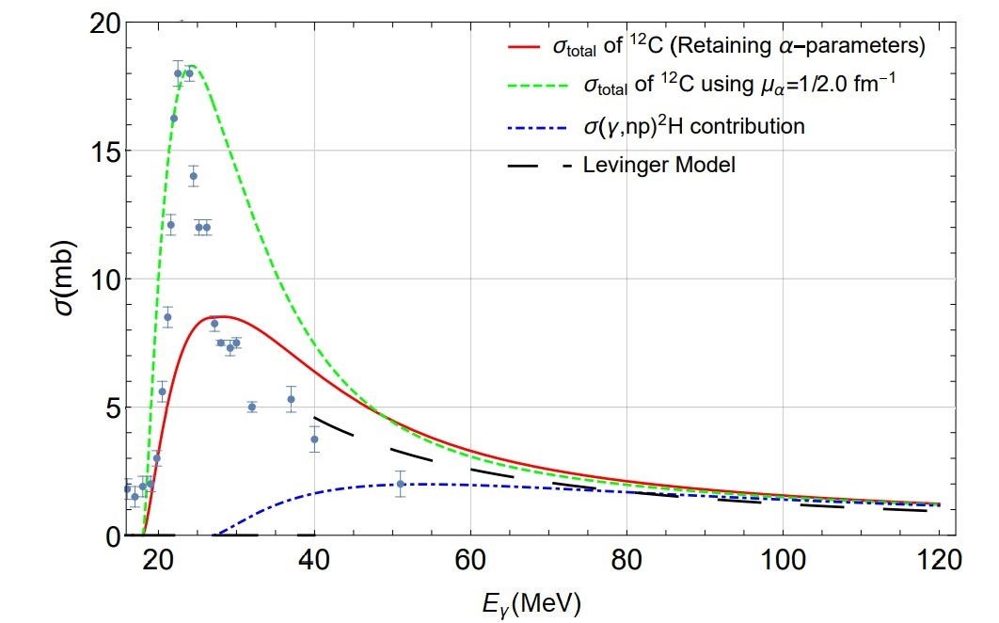 σtotal of ¹²C (Retaining α−parameters)
σtotal of ¹²C using μα=1/2.0 fm⁻¹
σ(γ,np)²H contribution
Levinger Model
20
15
10
5
0
σ(mb)
20 40 60 80 100 120
Eγ(MeV)